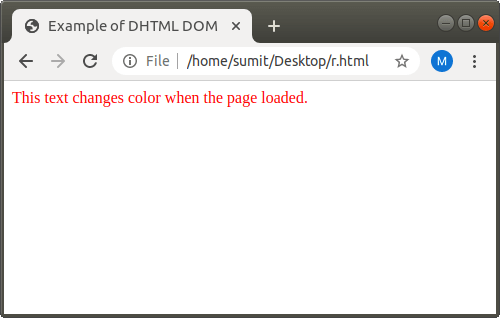 Example of DHTML DOM
File /home/sumit/Desktop/r.html
M
This text changes color when the page loaded.